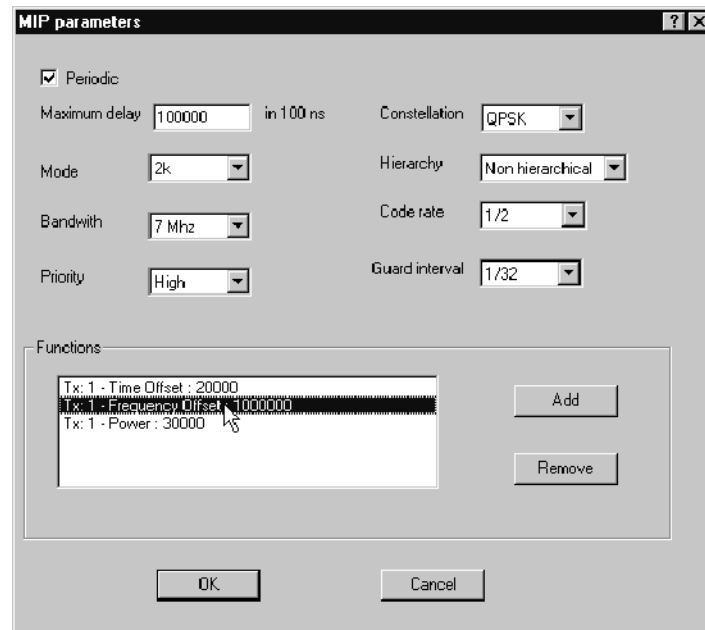 MIP parameters
Periodic
Maximum delay 100000 in 100 ns
Constellation QPSK
Mode 2k
Hierarchy Non hierarchical
Bandwith 7 Mhz
Code rate 1/2
Priority High
Guard interval 1/32
Functions
Tx: 1 - Time Offset : 20000
Tx: 1 - Frequency Offset : 1000000
Tx: 1 - Power : 30000
Add
Remove
OK
Cancel